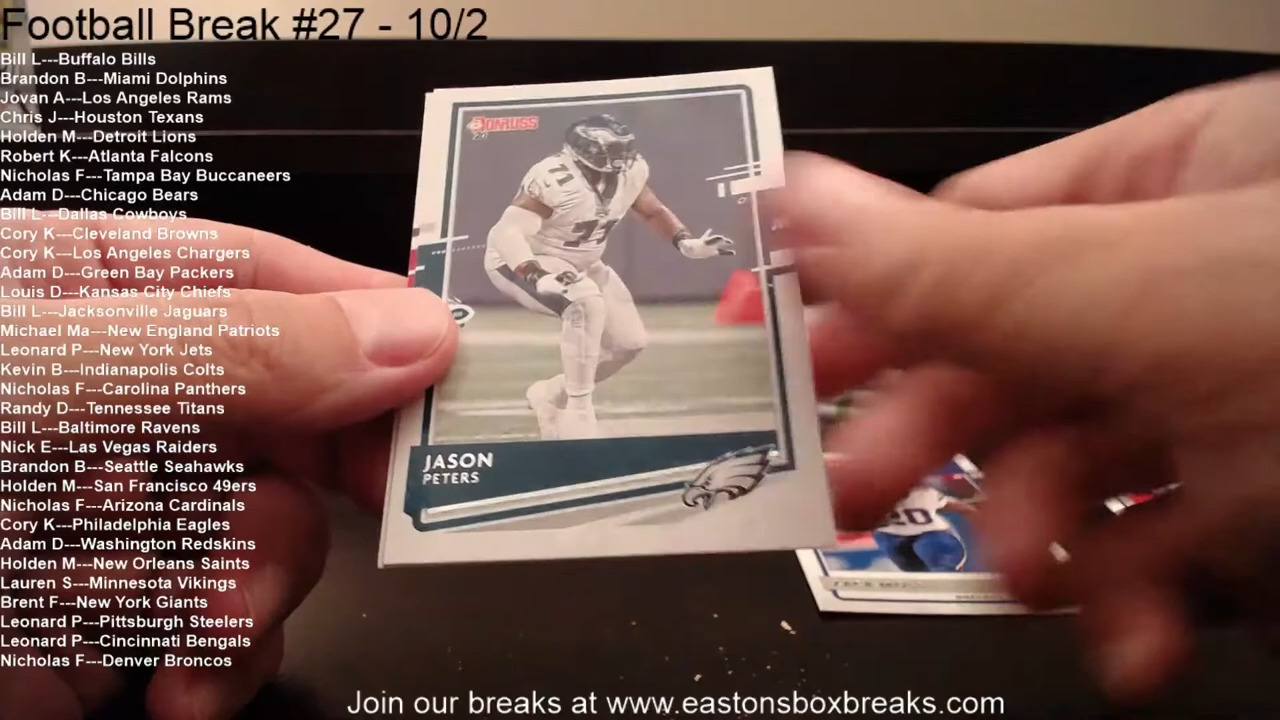 Football Break #27 - 10/2
Bill L---Buffalo Bills
Brandon B---Miami Dolphins
Jovan A---Los Angeles Rams
Chris J---Houston Texans
Holden M---Detroit Lions
Robert K---Atlanta Falcons
Nicholas F---Tampa Bay Buccaneers
Adam D---Chicago Bears
Bill L---Dallas Cowboys
Cory K---Cleveland Browns
Cory K---Los Angeles Chargers
Adam D---Green Bay Packers
Louis D---Kansas City Chiefs
Bill L---Jacksonville Jaguars
Michael Ma---New England Patriots
Leonard P---New York Jets
Kevin B---Indianapolis Colts
Nicholas F---Carolina Panthers
Randy D---Tennessee Titans
Bill L---Baltimore Ravens
Nick E---Las Vegas Raiders
Brandon B---Seattle Seahawks
Holden M---San Francisco 49ers
Nicholas F---Arizona Cardinals
Cory K---Philadelphia Eagles
Adam D---Washington Redskins
Holden M---New Orleans Saints
Lauren S---Minnesota Vikings
Brent F---New York Giants
Leonard P---Pittsburgh Steelers
Leonard P---Cincinnati Bengals
Nicholas F---Denver Broncos
DONRUSS
71
71
JASON
PETERS
20
Join our breaks at www.eastonsboxbreaks.com